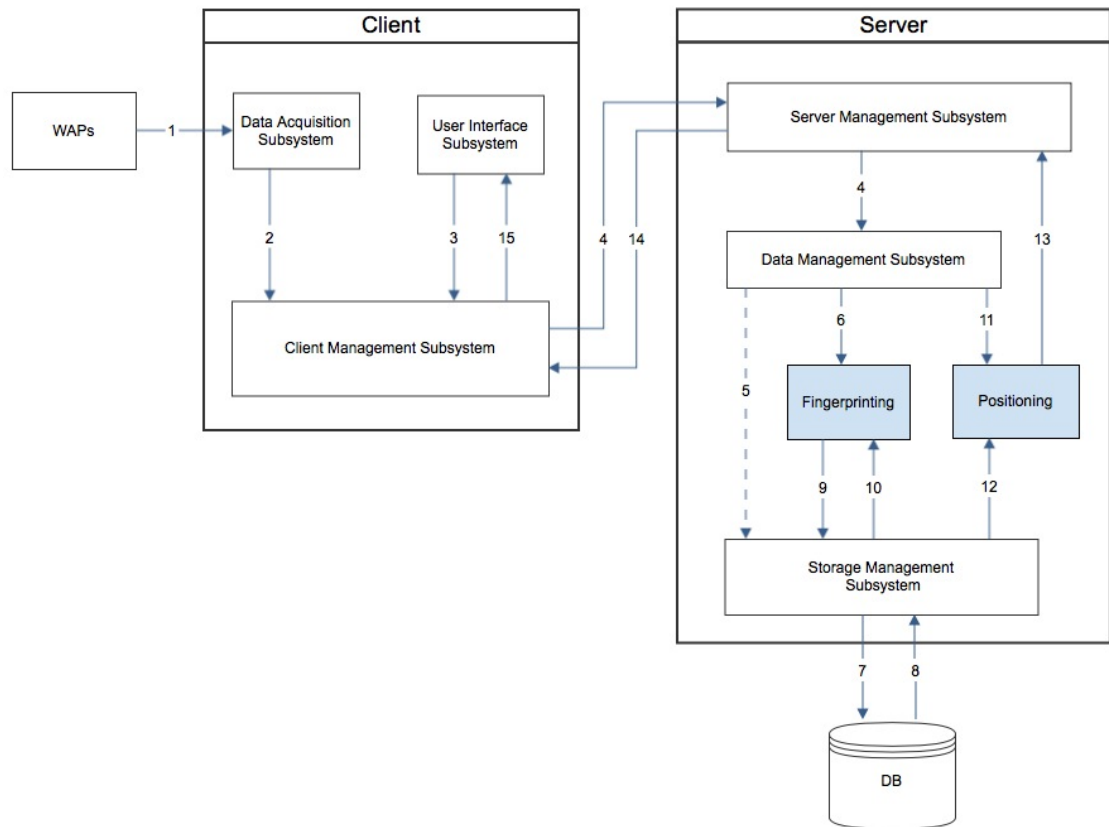 Client
Server
WAPs
1
Data Acquisition
Subsystem
User Interface
Subsystem
Server Management Subsystem
2
3
15
4
14
4
13
Data Management Subsystem
Client Management Subsystem
6
11
5
Fingerprinting
Positioning
9
10
12
Storage Management
Subsystem
7
8
DB